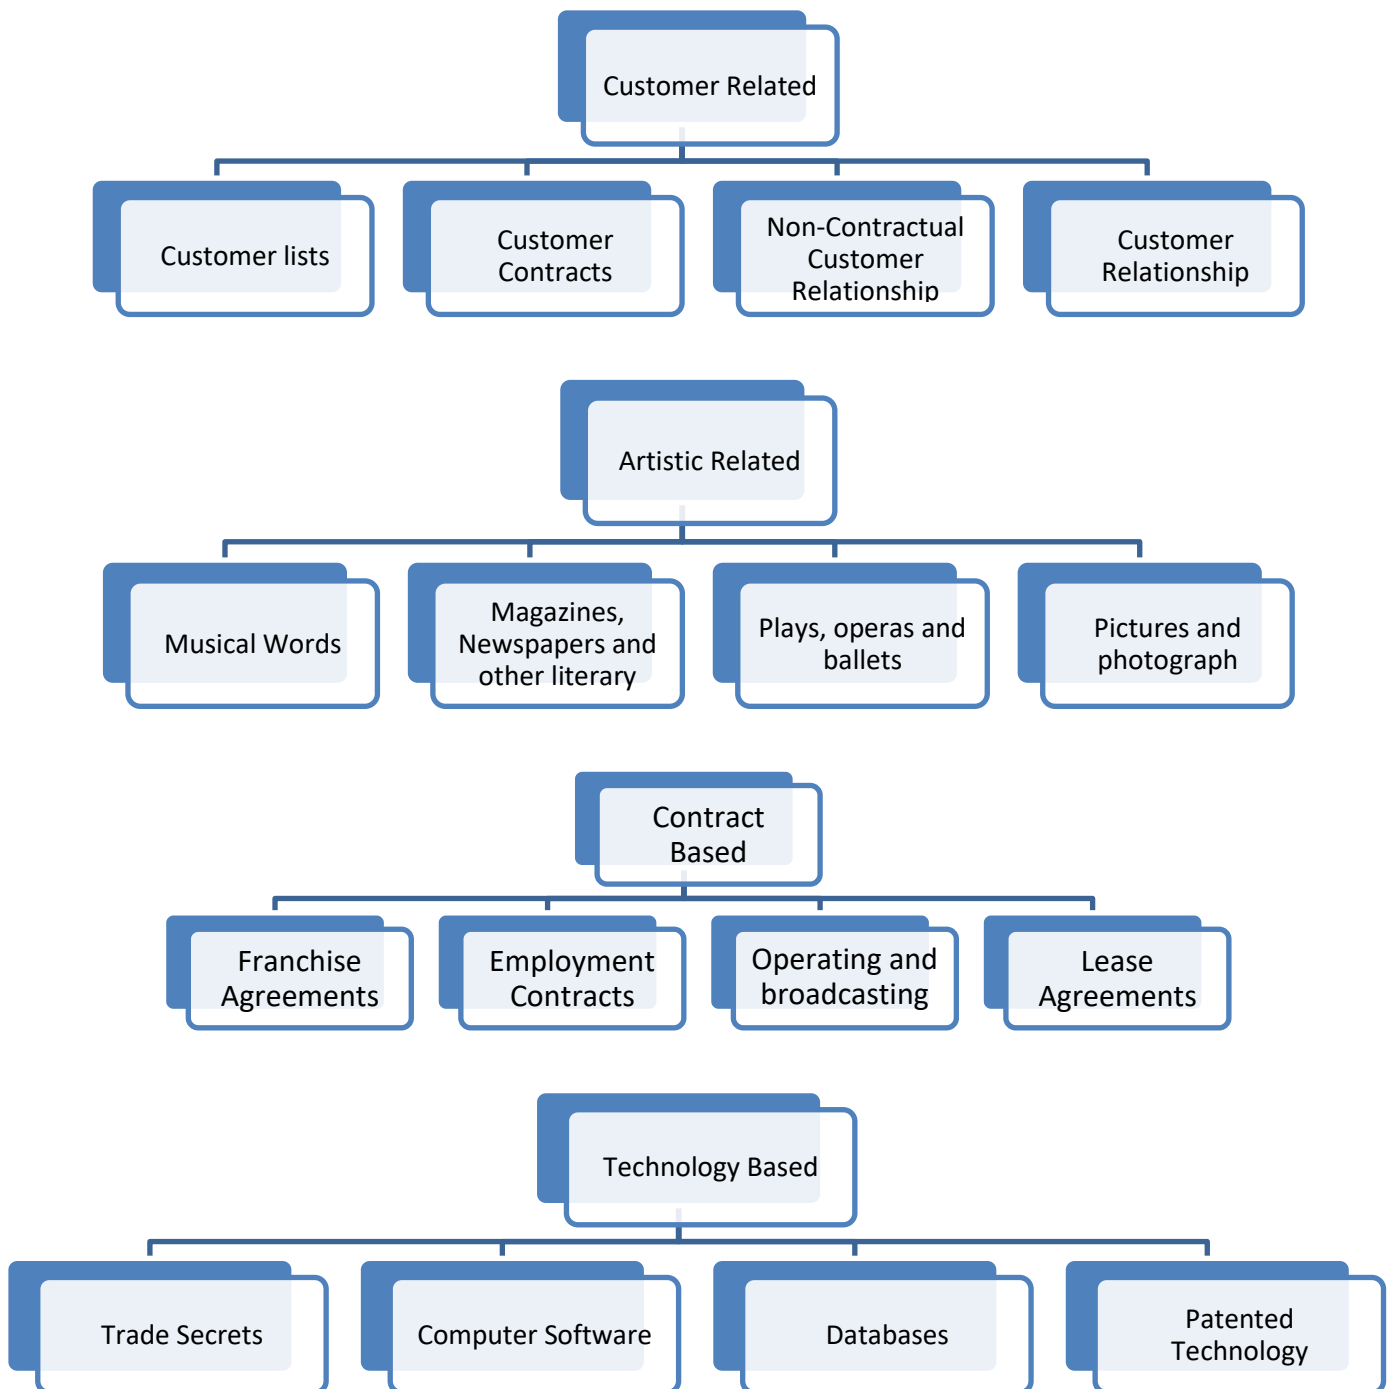 Customer Related
Customer lists
Customer
Contracts
Non-Contractual
Customer
Relationship
Customer
Relationship
Artistic Related
Musical Words
Magazines,
Newspapers and
other literary
Plays, operas and
ballets
Pictures and
photograph
Contract
Based
Franchise
Agreements
Employment
Contracts
Operating and
broadcasting
Lease
Agreements
Technology Based
Trade Secrets
Computer Software
Databases
Patented
Technology